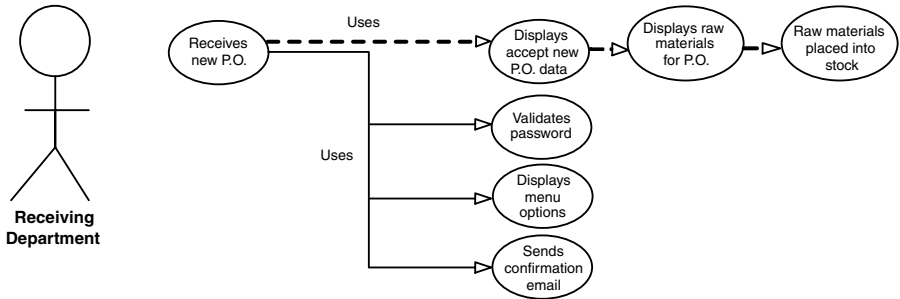 Uses
Receives
new P.O.
Displays
accept new
P.O. data
Displays raw
materials
for P.O.
Raw materials
placed into
stock
Validates
password
Uses
Displays
menu
options
Sends
confirmation
email
Receiving
Department